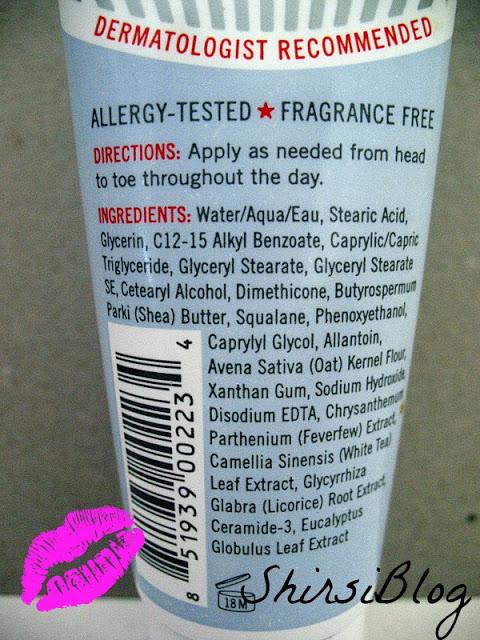 DERMATOLOGIST RECOMMENDED
ALLERGY-TESTED ★ FRAGRANCE FREE
DIRECTIONS: Apply as needed from head
to toe throughout the day.
INGREDIENTS: Water/Aqua/Eau, Stearic Acid,
Glycerin, C12-15 Alkyl Benzoate, Caprylic/Capric
Triglyceride, Glyceryl Stearate, Glyceryl Stearate
SE, Cetearyl Alcohol, Dimethicone, Butyrospermum
Parki (Shea) Butter, Squalane, Phenoxyethanol,
Caprylyl Glycol, Allantoin,
Avena Sativa (Oat) Kernel Flour,
Xanthan Gum, Sodium Hydroxide,
Disodium EDTA, Chrysanthemum
Parthenium (Feverfew) Extract,
Camellia Sinensis (White Tea)
Leaf Extract, Glycyrrhiza
Glabra (Licorice) Root Extract,
Ceramide-3, Eucalyptus
Globulus Leaf Extract
8 51939 00223 4
18M
ShirsiBlog